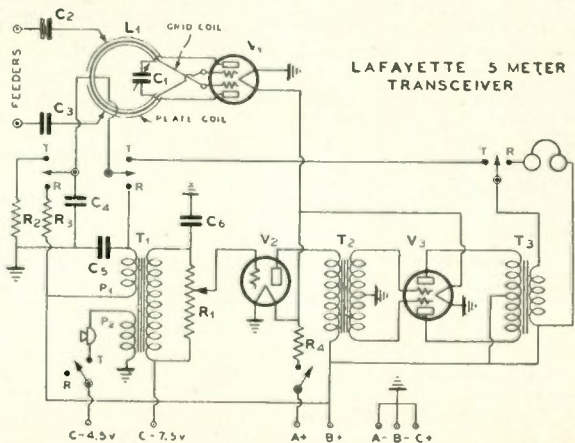 C2
L1
GRID COIL
V1
C1
LAFAYETTE 5 METER
TRANSCEIVER
FEEDERS
C3
PLATE COIL
T
T
T
R
R
R
C4
C6
R2
R3
C5
T1
V2
T2
V3
T3
P1
R1
P2
R4
T
R
C-4.5v
C-7.5v
A+
B+
A-
B-
C+